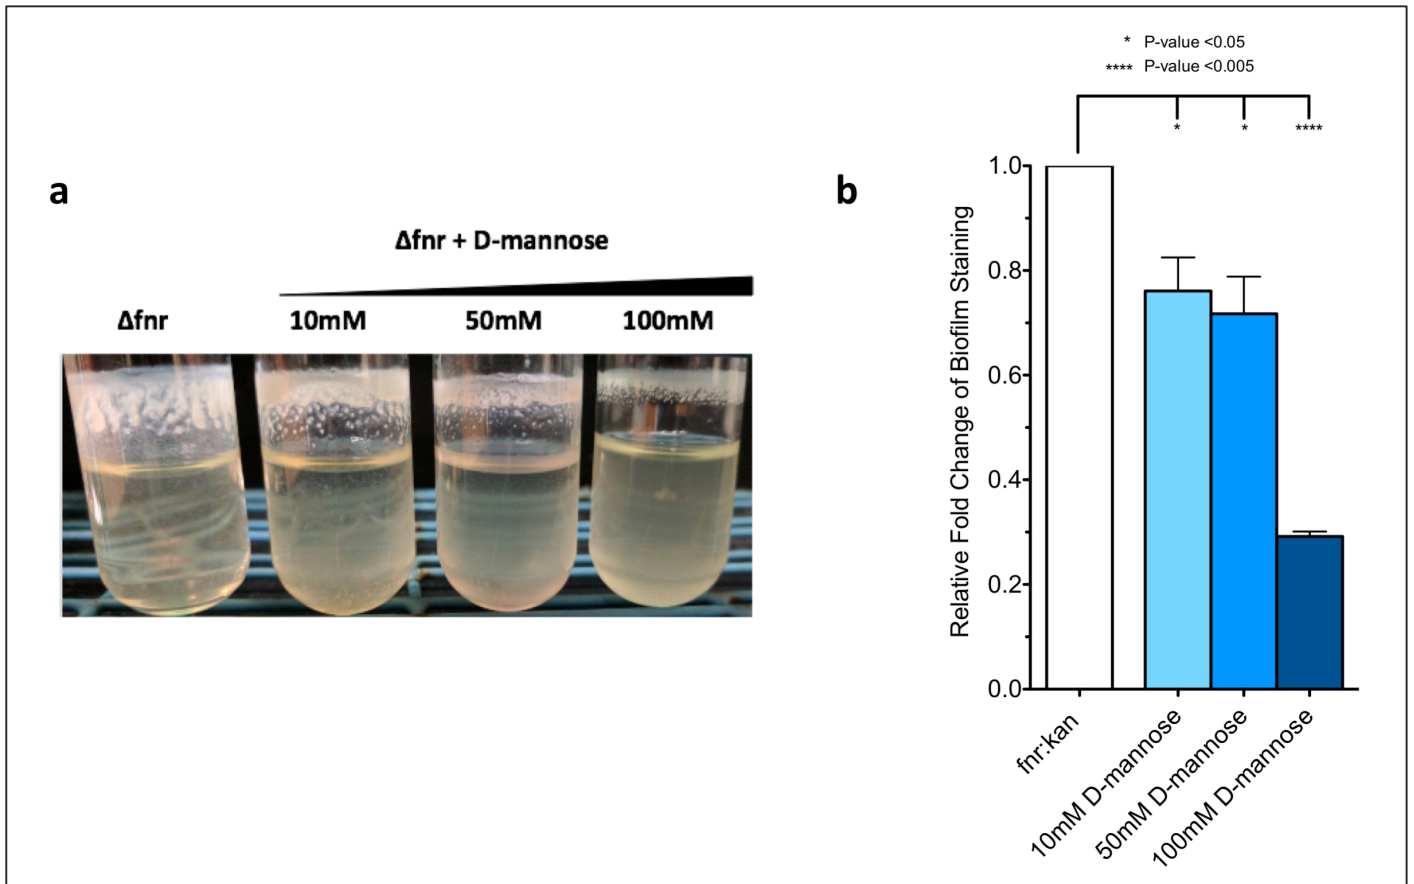 a
Δfnr + D-mannose
Δfnr
10mM
50mM
100mM
b
* P-value <0.05
**** P-value <0.005
*
*
****
Relative Fold Change of Biofilm Staining
1.0
0.8
0.6
0.4
0.2
0.0
fnr:kan
10mM D-mannose
50mM D-mannose
100mM D-mannose